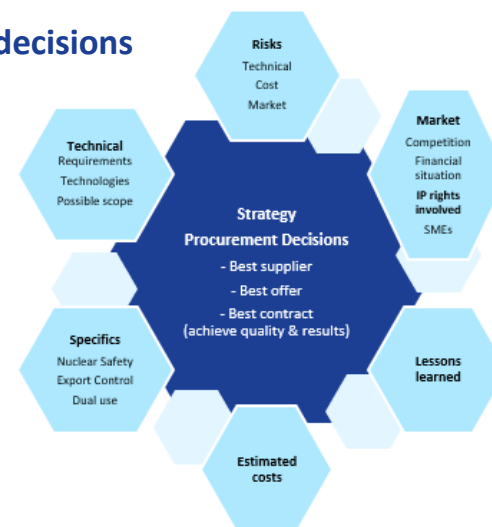 decisions
Risks
Technical
Cost
Market
Technical
Requirements
Technologies
Possible scope
Market
Competition
Financial
situation
IP rights
involved
SMEs
Strategy
Procurement Decisions
- Best supplier
- Best offer
- Best contract
(achieve quality & results)
Specifics
Nuclear Safety
Export Control
Dual use
Lessons
learned
Estimated
costs